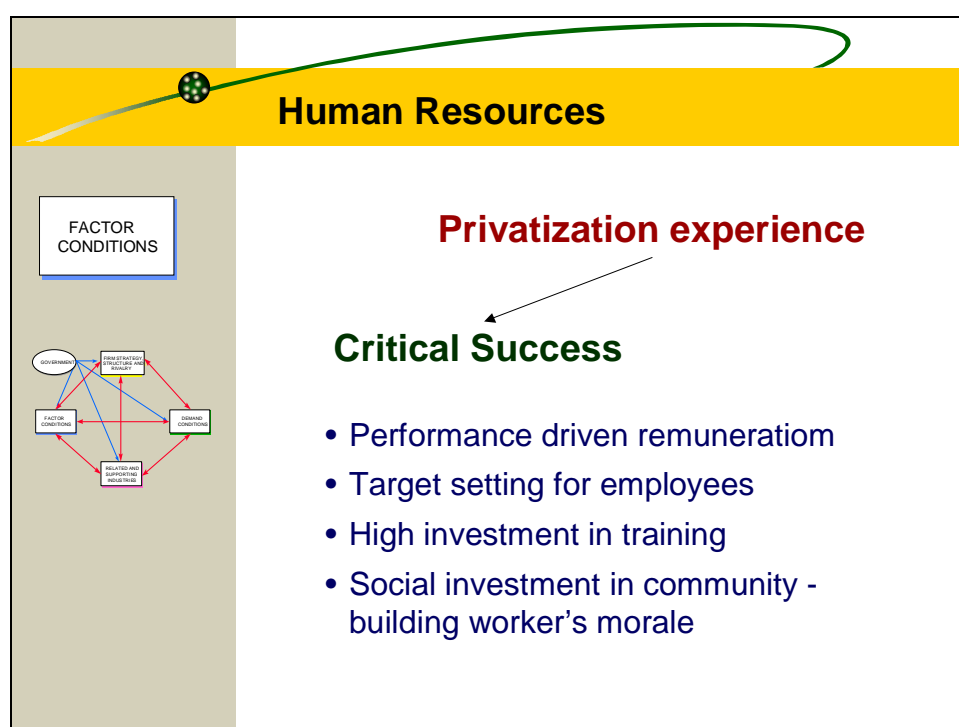 Human Resources
FACTOR
CONDITIONS
Privatization experience
Critical Success
GOVERNMENT
FIRM STRATEGY,
STRUCTURE AND
RIVALRY
FACTOR
CONDITIONS
DEMAND
CONDITIONS
RELATED AND
SUPPORTING
INDUSTRIES
• Performance driven remuneratiom
• Target setting for employees
• High investment in training
• Social investment in community -
building worker's morale